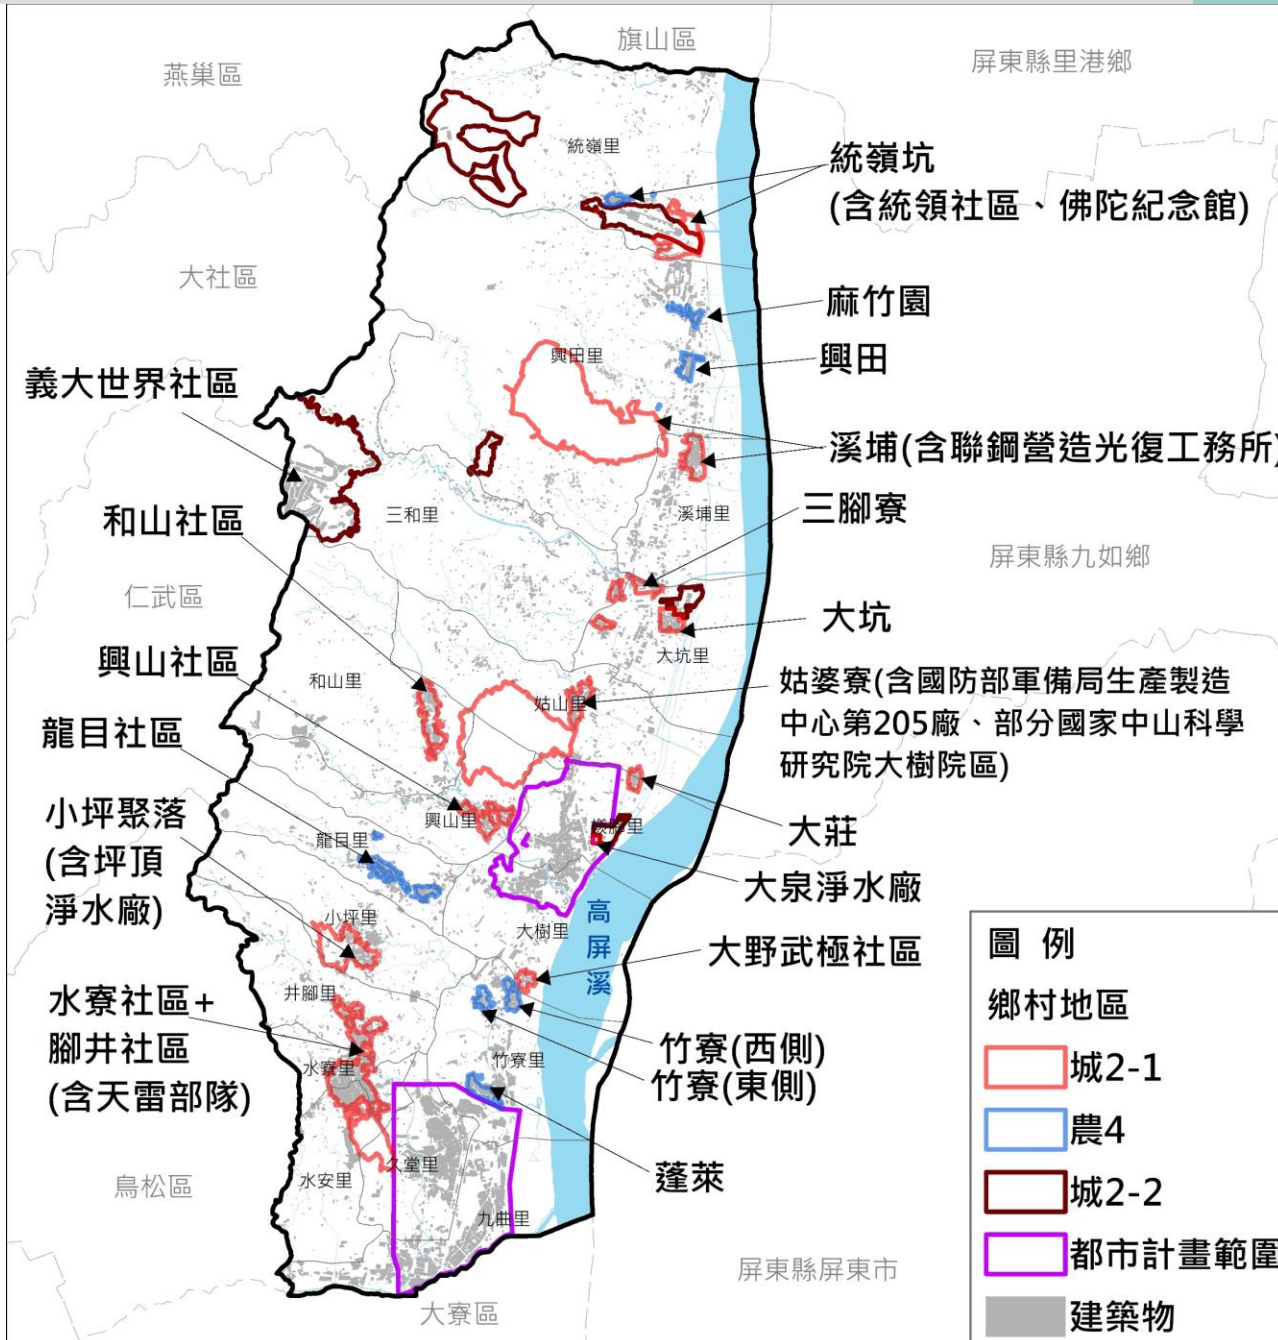 旗山區
燕巢區
屏東縣里港鄉
統嶺里
統嶺坑
(含統領社區、佛陀紀念館)
大社區
麻竹園
興田里
興田
義大世界社區
溪埔(含聯鋼營造光復工務所)
三和里
溪埔里
三腳寮
和山社區
屏東縣九如鄉
仁武區
大坑
大坑里
興山社區
和山里
姑山里
姑婆寮(含國防部軍備局生產製造
中心第205廠、部分國家中山科學
研究院大樹院區)
龍目社區
小坪聚落
(含坪頂
淨水廠)
興山里
大莊
龍目里
大泉淨水廠
小坪里
大樹里
高屏溪
大野武極社區
水寮社區+
腳井社區
(含天雷部隊)
井腳里
竹寮(西側)
竹寮(東側)
竹寮里
水寮里
蓬萊
久堂里
水安里
鳥松區
九曲里
屏東縣屏東市
大寮區
圖 例
鄉村地區
城2-1
農4
城2-2
都市計畫範圍
建築物